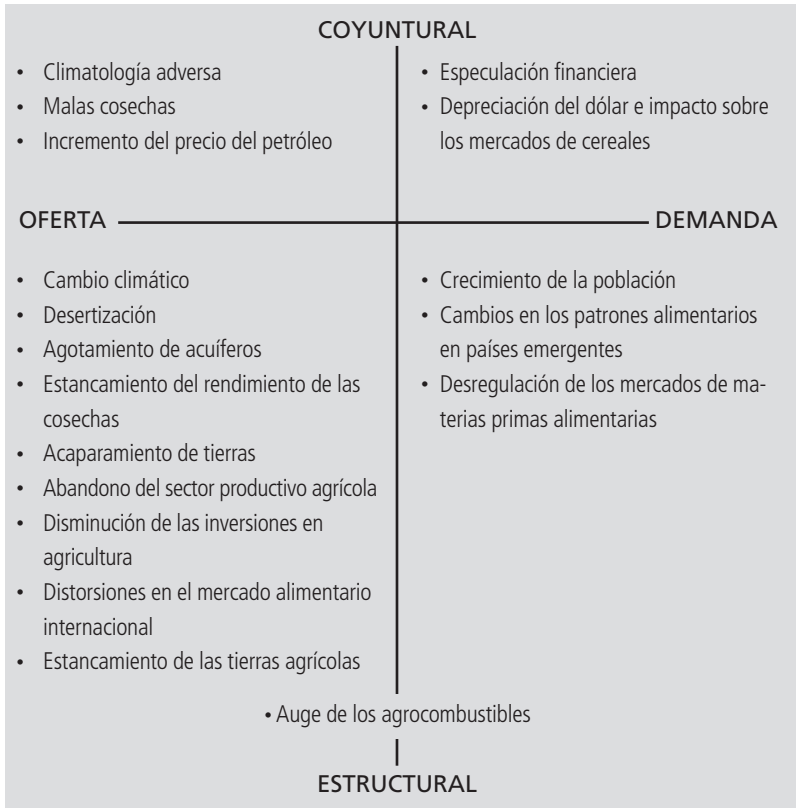 COYUNTURAL
• Climatología adversa
• Malas cosechas
• Incremento del precio del petróleo
• Especulación financiera
• Depreciación del dólar e impacto sobre
los mercados de cereales
OFERTA
DEMANDA
• Cambio climático
• Desertización
• Agotamiento de acuíferos
• Estancamiento del rendimiento de las
cosechas
• Acaparamiento de tierras
• Abandono del sector productivo agrícola
• Disminución de las inversiones en
agricultura
• Distorsiones en el mercado alimentario
internacional
• Estancamiento de las tierras agrícolas
• Crecimiento de la población
• Cambios en los patrones alimentarios
en países emergentes
• Desregulación de los mercados de ma-
terias primas alimentarias
• Auge de los agrocombustibles
ESTRUCTURAL